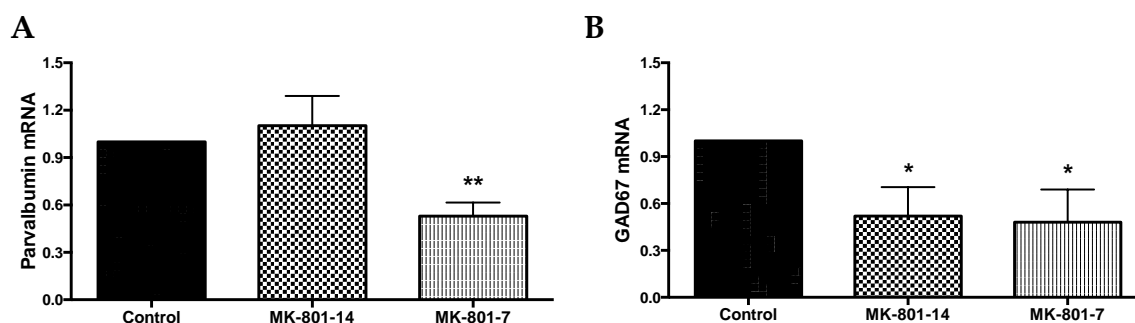 A
Parvalbumin mRNA
1.5
1.2
0.9
0.6
0.3
0.0
**
Control
MK-801-14
MK-801-7
B
GAD67 mRNA
1.5
1.2
0.9
0.6
0.3
0.0
*
*
Control
MK-801-14
MK-801-7